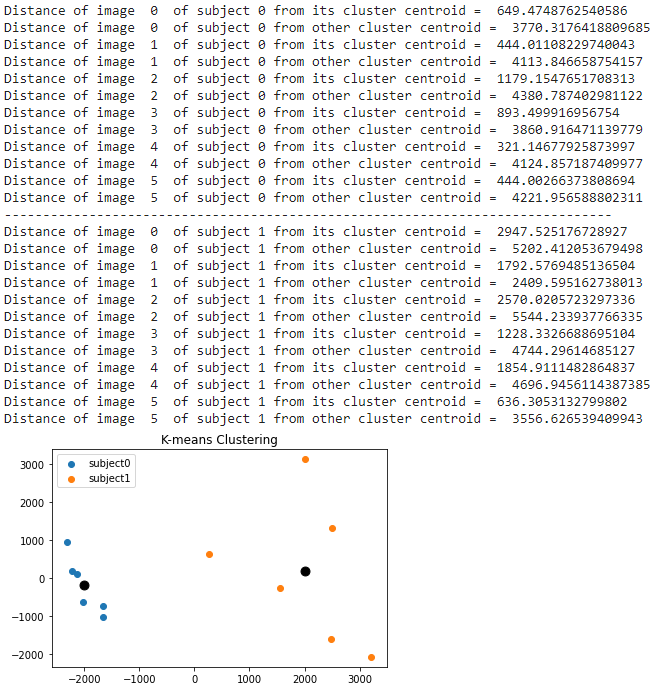 Distance of image  0  of subject 0 from its cluster centroid =  649.4748762540586
Distance of image  0  of subject 0 from other cluster centroid =  3770.3176418809685
Distance of image  1  of subject 0 from its cluster centroid =  444.01108229740043
Distance of image  1  of subject 0 from other cluster centroid =  4113.8468658754157
Distance of image  2  of subject 0 from its cluster centroid =  1179.1547651708313
Distance of image  2  of subject 0 from other cluster centroid =  4380.787402981122
Distance of image  3  of subject 0 from its cluster centroid =  893.499916956754
Distance of image  3  of subject 0 from other cluster centroid =  3860.916471139779
Distance of image  4  of subject 0 from its cluster centroid =  321.14677925873997
Distance of image  4  of subject 0 from other cluster centroid =  4124.857187409977
Distance of image  5  of subject 0 from its cluster centroid =  444.00266373808694
Distance of image  5  of subject 0 from other cluster centroid =  4221.956588802311
------------------------------------------------------------------------------
Distance of image  0  of subject 1 from its cluster centroid =  2947.525176728927
Distance of image  0  of subject 1 from other cluster centroid =  5202.412053679498
Distance of image  1  of subject 1 from its cluster centroid =  1792.5769485136504
Distance of image  1  of subject 1 from other cluster centroid =  2409.595162738013
Distance of image  2  of subject 1 from its cluster centroid =  2570.0205723297336
Distance of image  2  of subject 1 from other cluster centroid =  5544.233937766335
Distance of image  3  of subject 1 from its cluster centroid =  1228.3326688695104
Distance of image  3  of subject 1 from other cluster centroid =  4744.29614685127
Distance of image  4  of subject 1 from its cluster centroid =  1854.9111482864837
Distance of image  4  of subject 1 from other cluster centroid =  4696.9456114387385
Distance of image  5  of subject 1 from its cluster centroid =  636.3053132799802
Distance of image  5  of subject 1 from other cluster centroid =  3556.626539409943
K-means Clustering
subject0
subject1
3000
2000
1000
0
−1000
−2000
−2000 −1000 0 1000 2000 3000